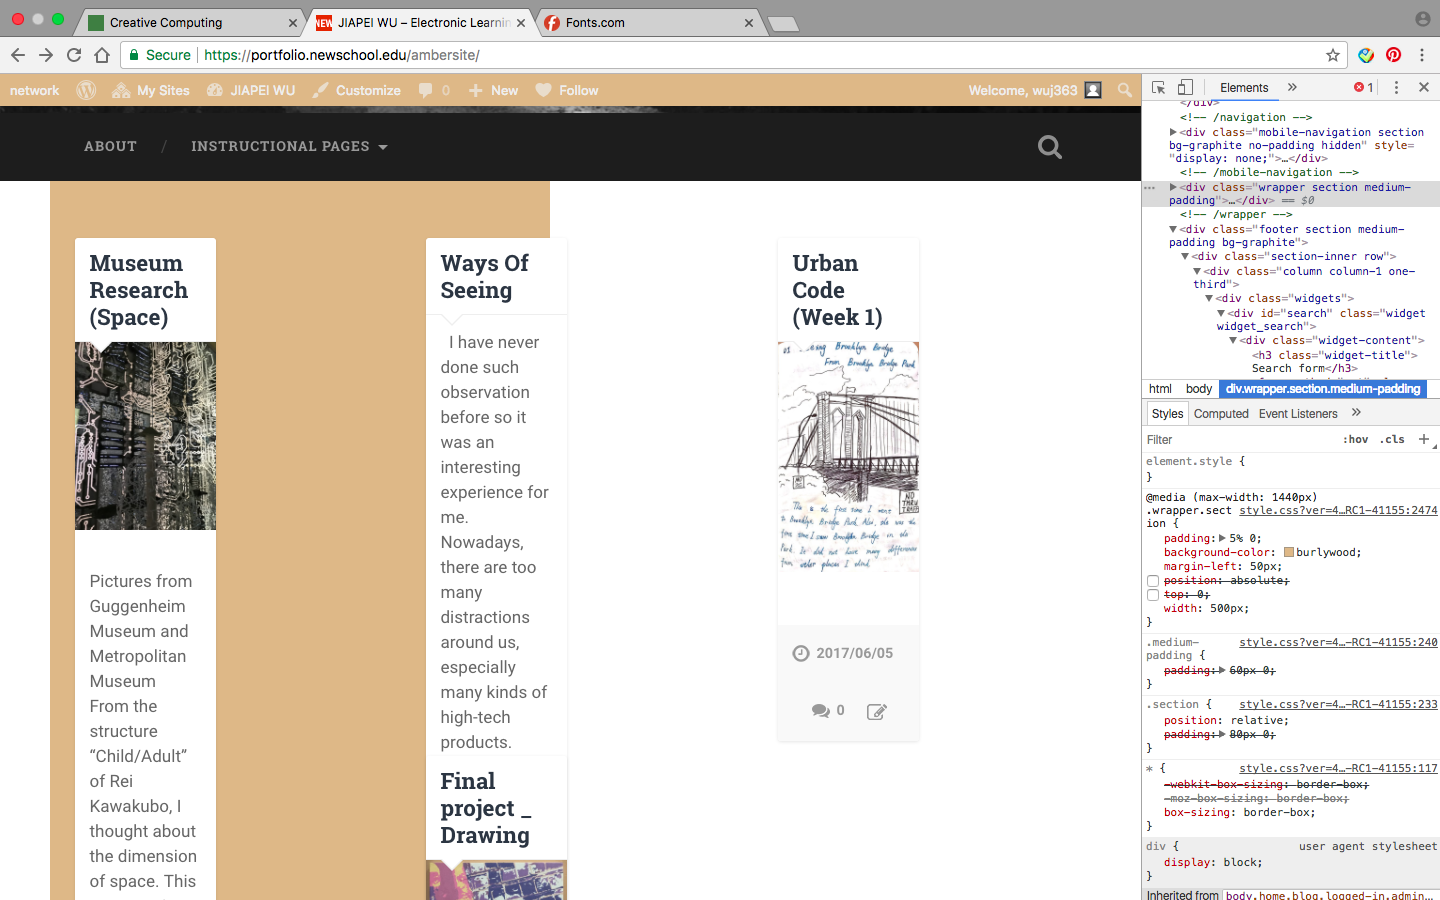 Creative Computing
NEW JIAPEI WU – Electronic Learnin
Fonts.com
Secure https://portfolio.newschool.edu/ambersite/
network My Sites JIAPEI WU Customize 0 New Follow Welcome, wuj363
ABOUT / INSTRUCTIONAL PAGES
Museum
Research
(Space)
Pictures from
Guggenheim
Museum and
Metropolitan
Museum
From the
structure
“Child/Adult”
of Rei
Kawakubo, I
thought about
the dimension
of space. This
Ways Of
Seeing
I have never
done such
observation
before so it
was an
interesting
experience for
me.
Nowadays,
there are too
many
distractions
around us,
especially
many kinds of
high-tech
products.
Final
project _
Drawing
Urban
Code
(Week 1)
Brooklyn Bridge
From Brooklyn Bridge Park
NO
THRU
2017/06/05
0
Elements » 1
</div>
<!-- /navigation -->
<div class="mobile-navigation section
bg-graphite no-padding hidden" style=
"display: none;">…</div>
<!-- /mobile-navigation -->
<div class="wrapper section medium-
padding">…</div> == $0
<!-- /wrapper -->
<div class="footer section medium-
padding bg-graphite">
<div class="section-inner row">
<div class="column column-1 one-
third">
<div class="widgets">
<div id="search" class="widget
widget_search">
<div class="widget-content">
<h3 class="widget-title">
Search form</h3>
html body div.wrapper.section.medium-padding
Styles Computed Event Listeners »
Filter :hov .cls +
element.style {
}
@media (max-width: 1440px)
.wrapper.sect style.css?ver=4…RC1-41155:2474
ion {
padding: 5% 0;
background-color: burlywood;
margin-left: 50px;
position: absolute;
top: 0;
width: 500px;
}
.medium- style.css?ver=4…-RC1-41155:240
padding {
padding: 60px 0;
}
.section { style.css?ver=4…-RC1-41155:233
position: relative;
padding: 80px 0;
}
* { style.css?ver=4…-RC1-41155:117
-webkit-box-sizing: border-box;
-moz-box-sizing: border-box;
box-sizing: border-box;
}
div { user agent stylesheet
display: block;
}
Inherited from body.home.blog.logged-in.admin…